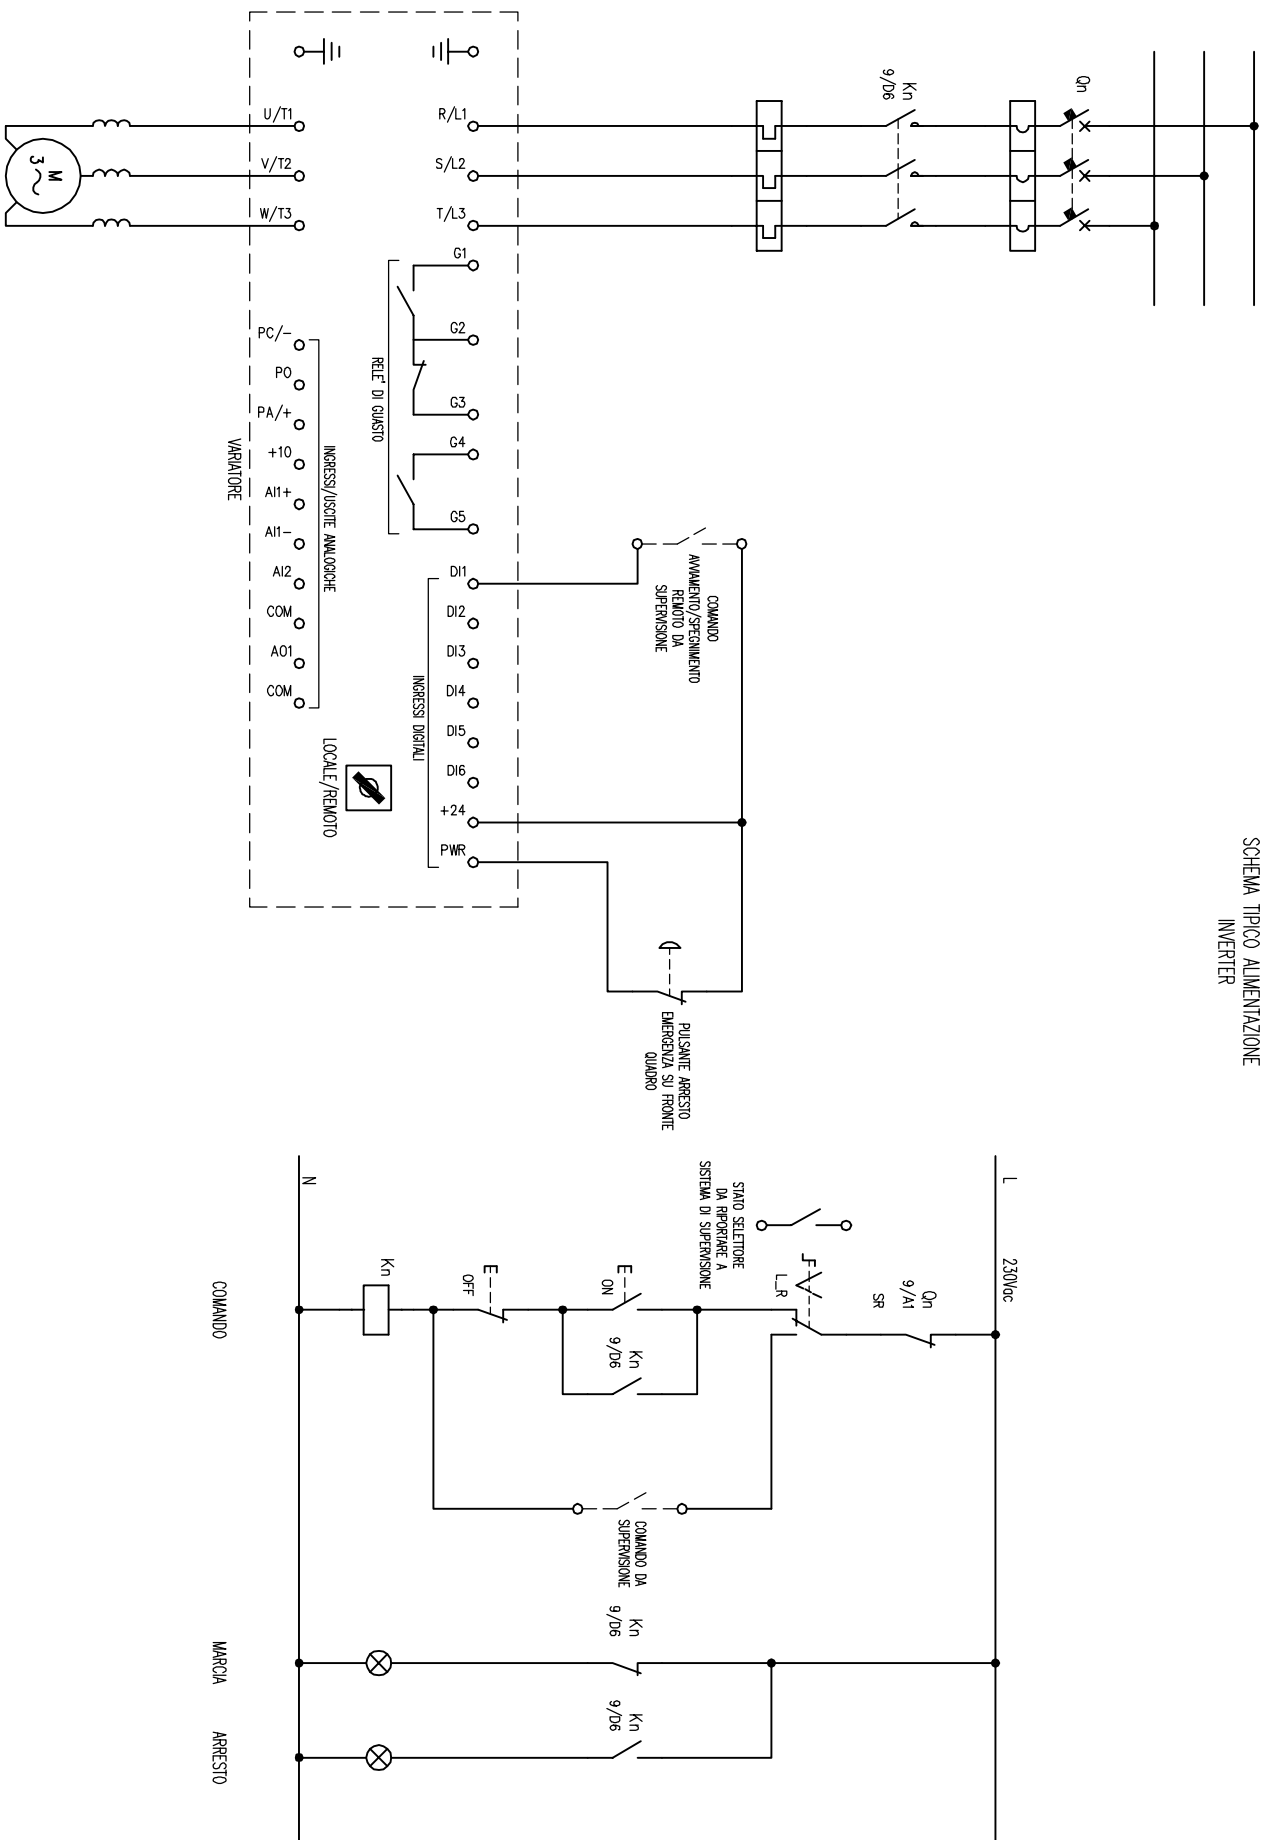 SCHEMA TIPICO ALIMENTAZIONE
INVERTER
Qn
Kn
9/D6
R/L1
S/L2
T/L3
G1
G2
G3
G4
G5
DI1
DI2
DI3
DI4
DI5
DI6
+24
PWR
RELE' DI GUASTO
INGRESSI DIGITALI
U/T1
V/T2
W/T3
PC/-
PO
PA/+
+10
AI1+
AI1-
AI2
COM
AO1
COM
INGRESSI/USCITE ANALOGICHE
VARIATORE
LOCALE/REMOTO
M
3
COMANDO
AVVIAMENTO/SPEGNIMENTO
REMOTO DA
SUPERVISIONE
PULSANTE ARRESTO
EMERGENZA SU FRONTE
QUADRO
L
230Vac
Qn
9/A1
SR
STATO SELETTORE
DA RIPORTARE A
SISTEMA DI SUPERVISIONE
L_R
ON
Kn
9/D6
OFF
COMANDO DA
SUPERVISIONE
Kn
9/D6
Kn
9/D6
Kn
N
COMANDO
MARCIA
ARRESTO